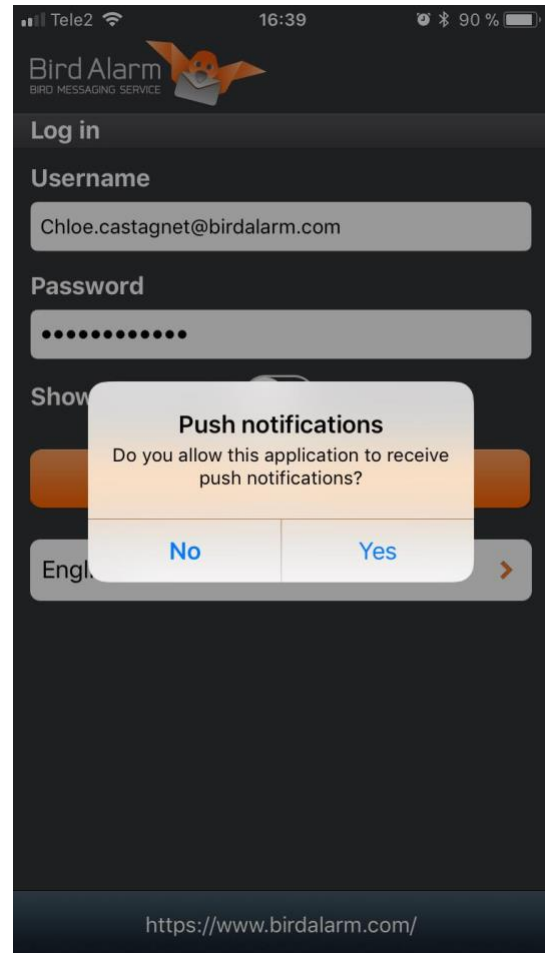 Tele2 16:39 90 %
Bird Alarm
BIRD MESSAGING SERVICE
Log in
Username
Chloe.castagnet@birdalarm.com
Password
••••••••••••
Show
Push notifications
Do you allow this application to receive
push notifications?
No Yes
Engl
https://www.birdalarm.com/